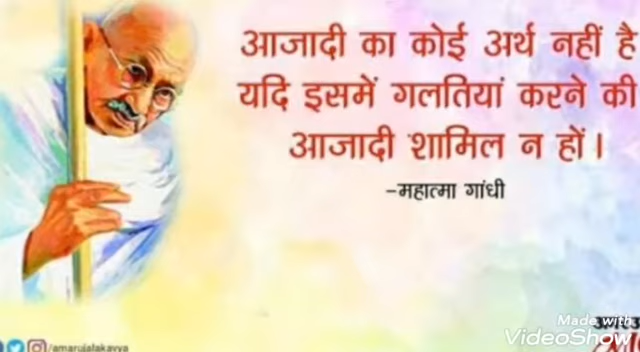 आजादी का कोई अर्थ नहीं है
यदि इसमें गलतियां करने की
आजादी शामिल न हों।
-महात्मा गांधी
/amarujalakavya
Made with
VideoShow